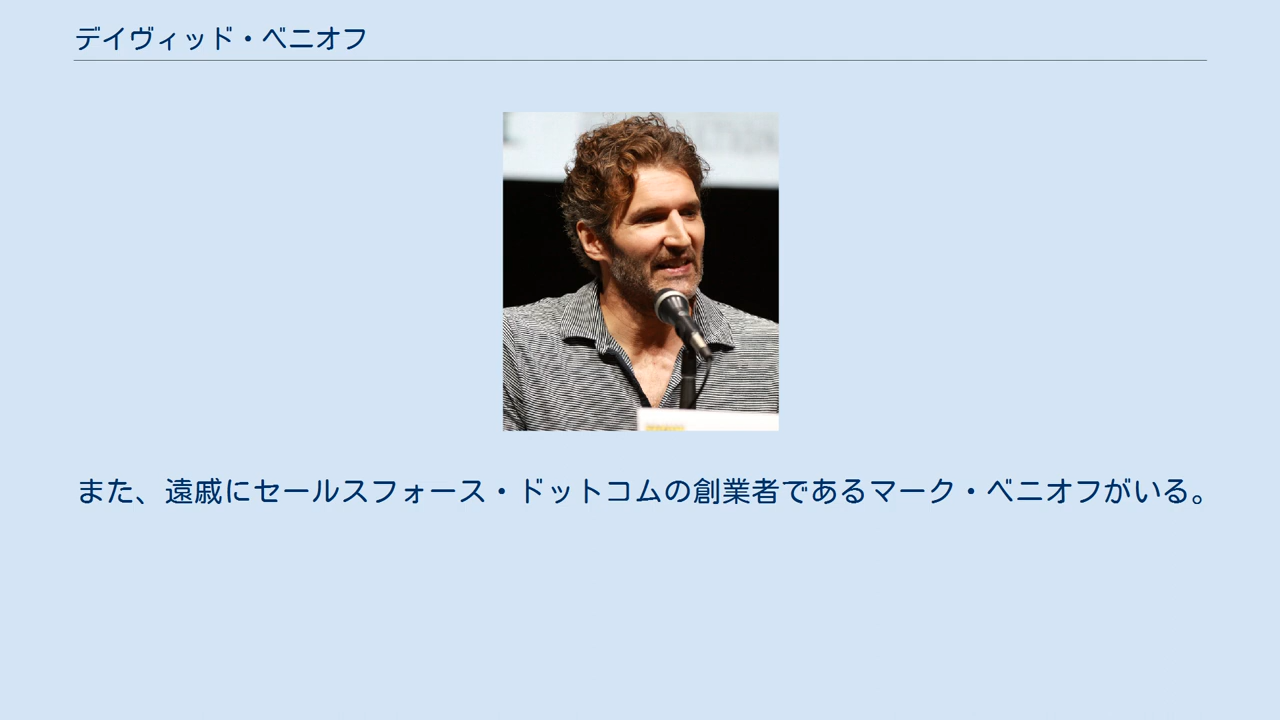 デイヴィッド・ベニオフ
また、遠戚にセールスフォース・ドットコムの創業者であるマーク・ベニオフがいる。